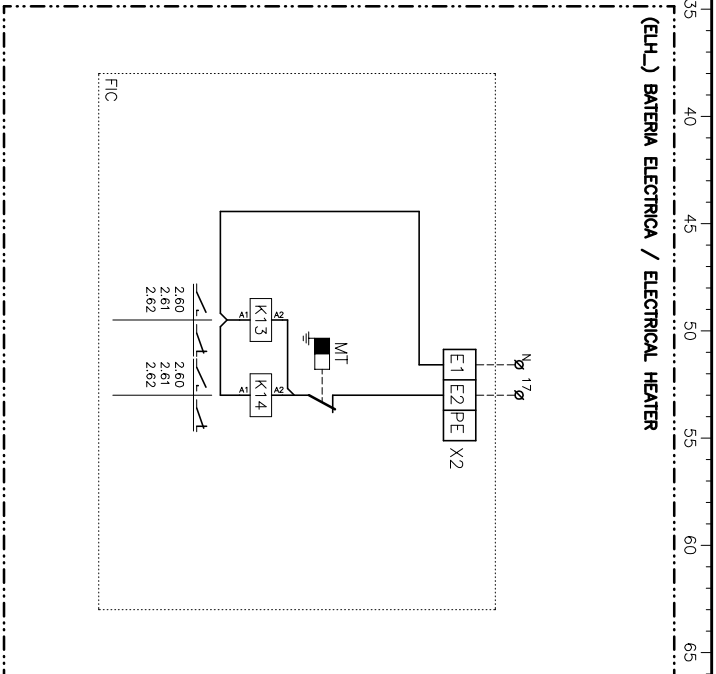 35 40 45 50 55 60 65
(ELH_) BATERIA ELECTRICA / ELECTRICAL HEATER
N 17
E1 E2 PE X2
MT
A2 A2
K13 K14
A1 A1
2.60 2.60
2.61 2.61
2.62 2.62
FIC